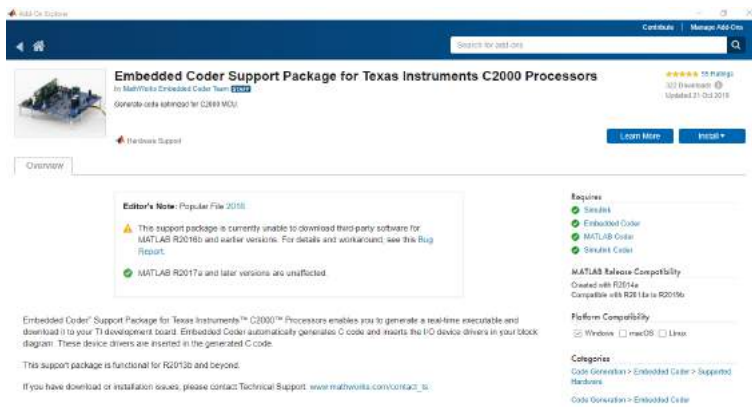 Add-On Explorer
Contribute | Manage Add-Ons
Search for add-ons
Embedded Coder Support Package for Texas Instruments C2000 Processors
by MathWorks Embedded Coder Team STAFF
Generate code optimized for C2000 MCU.
Hardware Support
55 Ratings
322 Downloads
Updated 31 Oct 2019
Learn More
Install
Overview
Editor's Note: Popular File 2018
This support package is currently unable to download third-party software for
MATLAB R2016b and earlier versions. For details and workaround, see this Bug
Report.
MATLAB R2017a and later versions are unaffected.
Embedded Coder® Support Package for Texas Instruments™ C2000™ Processors enables you to generate a real-time executable and
download it to your TI development board. Embedded Coder automatically generates C code and inserts the I/O device drivers in your block
diagram. These device drivers are inserted in the generated C code.
This support package is functional for R2013b and beyond.
If you have download or installation issues, please contact Technical Support: www.mathworks.com/contact_ts
Requires
Simulink
Embedded Coder
MATLAB Coder
Simulink Coder
MATLAB Release Compatibility
Created with R2014a
Compatible with R2014a to R2019b
Platform Compatibility
Windows macOS Linux
Categories
Code Generation > Embedded Coder > Supported
Hardware
Code Generation > Embedded Coder